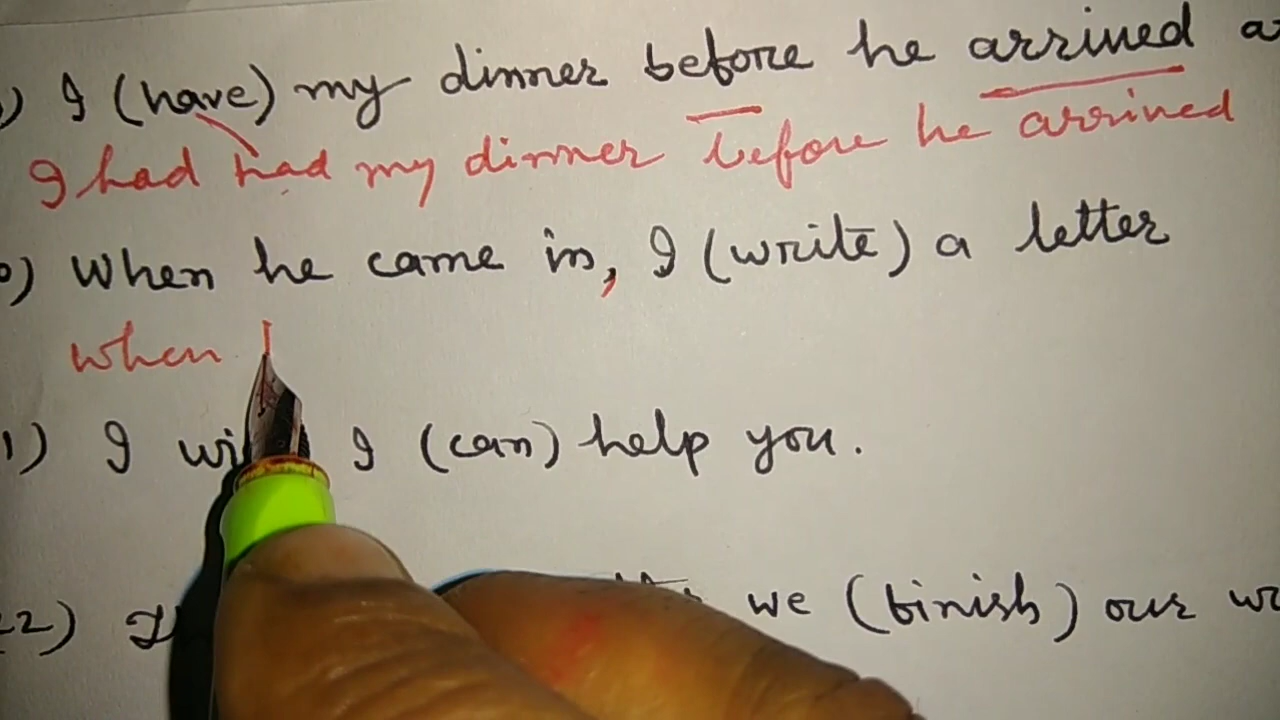 ) I (have) my dinner before he arrived a
I had had my dinner before he arrived
) When he came in, I (write) a letter
when
1) I I (can) help you.
22) we (finish) our